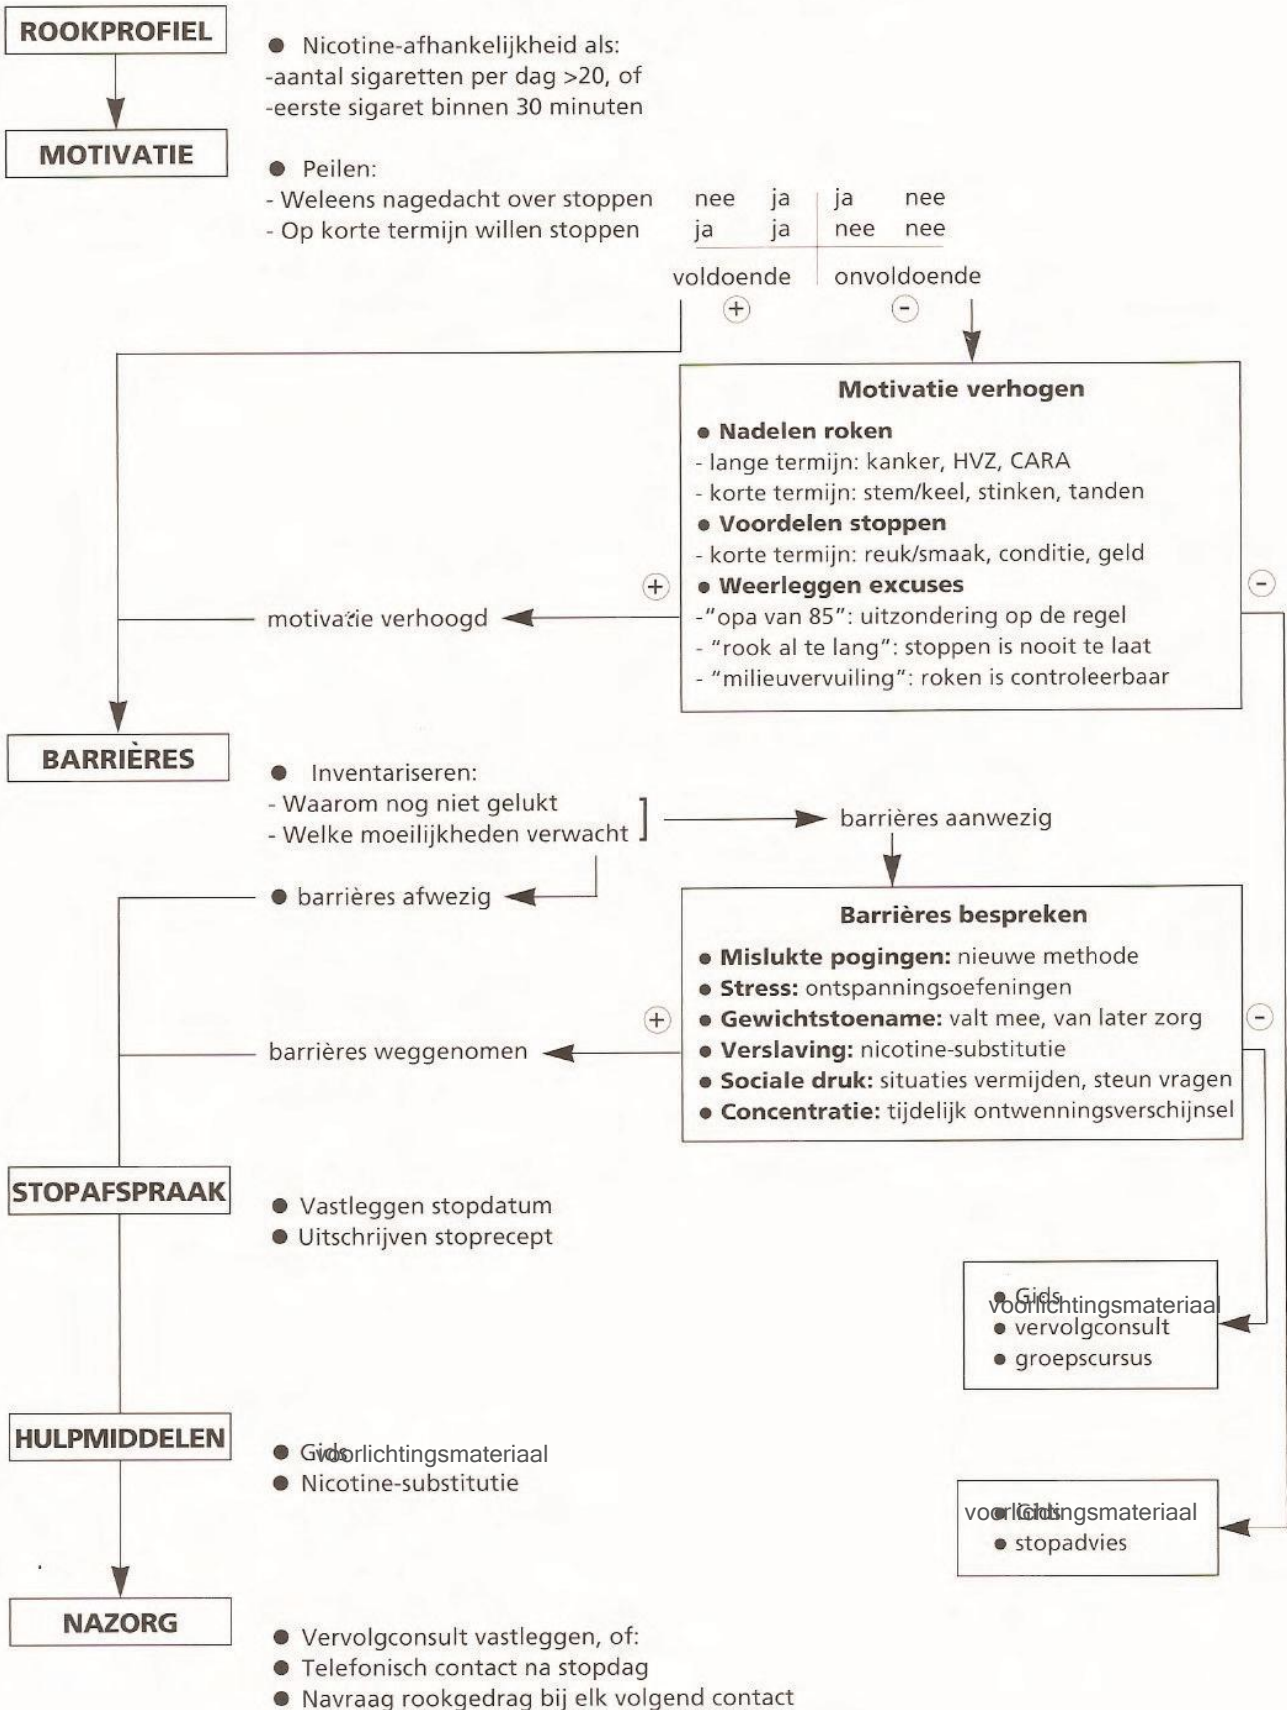 ROOKPROFIEL
● Nicotine-afhankelijkheid als:
-aantal sigaretten per dag >20, of
-eerste sigaret binnen 30 minuten
MOTIVATIE
● Peilen:
- Weleens nagedacht over stoppen nee ja ja nee
- Op korte termijn willen stoppen ja ja nee nee
voldoende onvoldoende
+ -
Motivatie verhogen
● Nadelen roken
- lange termijn: kanker, HVZ, CARA
- korte termijn: stem/keel, stinken, tanden
● Voordelen stoppen
- korte termijn: reuk/smaak, conditie, geld
+ ● Weerleggen excuses -
motivatie verhoogd
-"opa van 85": uitzondering op de regel
- "rook al te lang": stoppen is nooit te laat
- "milieuvervuiling": roken is controleerbaar
BARRIÈRES
● Inventariseren:
- Waarom nog niet gelukt
- Welke moeilijkheden verwacht ]
barrières aanwezig
● barrières afwezig
Barrières bespreken
● Mislukte pogingen: nieuwe methode
● Stress: ontspanningsoefeningen
+ ● Gewichtstoename: valt mee, van later zorg -
barrières weggenomen
● Verslaving: nicotine-substitutie
● Sociale druk: situaties vermijden, steun vragen
● Concentratie: tijdelijk ontwenningsverschijnsel
STOPAFSPRAAK
● Vastleggen stopdatum
● Uitschrijven stoprecept
● Gids
voorlichtingsmateriaal
● vervolgconsult
● groepscursus
HULPMIDDELEN
● Gids
voorlichtingsmateriaal
● Nicotine-substitutie
● Gids
voorlichtingsmateriaal
● stopadvies
NAZORG
● Vervolgconsult vastleggen, of:
● Telefonisch contact na stopdag
● Navraag rookgedrag bij elk volgend contact